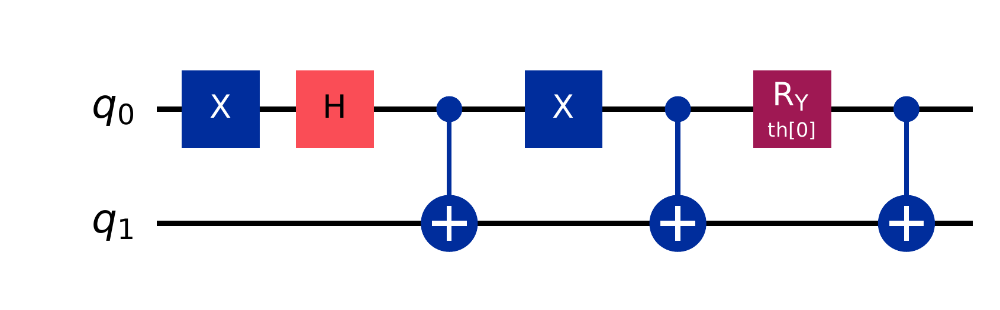 q0 X H X RY
th[0]
q1